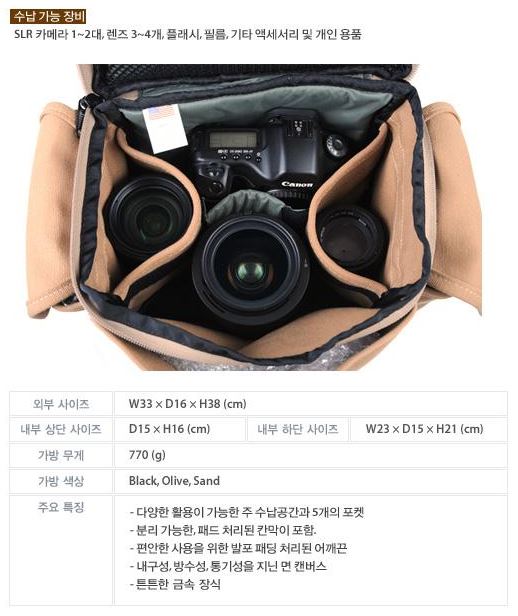 수납 가능 장비
SLR 카메라 1~2대, 렌즈 3~4개, 플래시, 필름, 기타 액세서리 및 개인 용품
Canon
외부 사이즈 W33 × D16 × H38 (cm)
내부 상단 사이즈 D15 × H16 (cm) 내부 하단 사이즈 W23 × D15 × H21 (cm)
가방 무게 770 (g)
가방 색상 Black, Olive, Sand
주요 특징
- 다양한 활용이 가능한 주 수납공간과 5개의 포켓
- 분리 가능한, 패드 처리된 칸막이 포함.
- 편안한 사용을 위한 발포 패딩 처리된 어깨끈
- 내구성, 방수성, 통기성을 지닌 면 캔버스
- 튼튼한 금속 장식